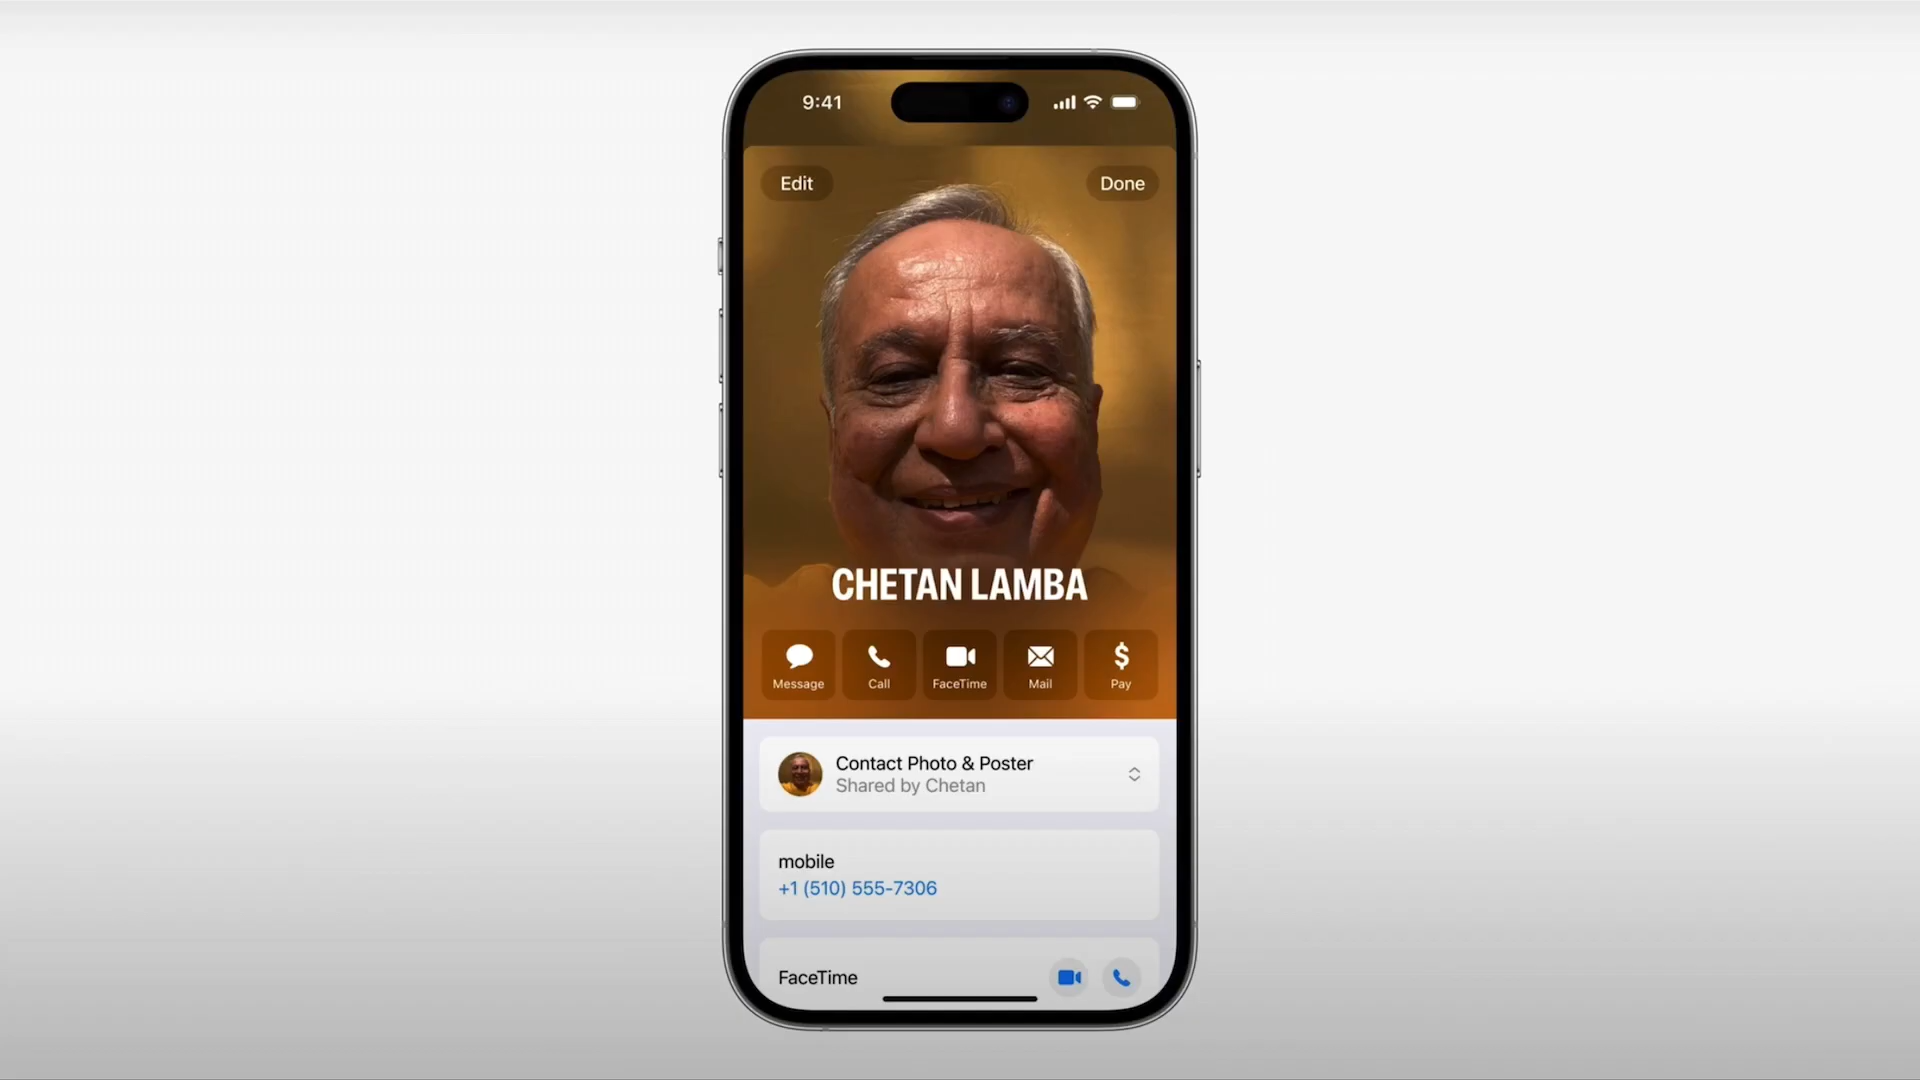 9:41
Edit
Done
CHETAN LAMBA
Message
Call
FaceTime
Mail
$
Pay
Contact Photo & Poster
Shared by Chetan
mobile
+1 (510) 555-7306
FaceTime